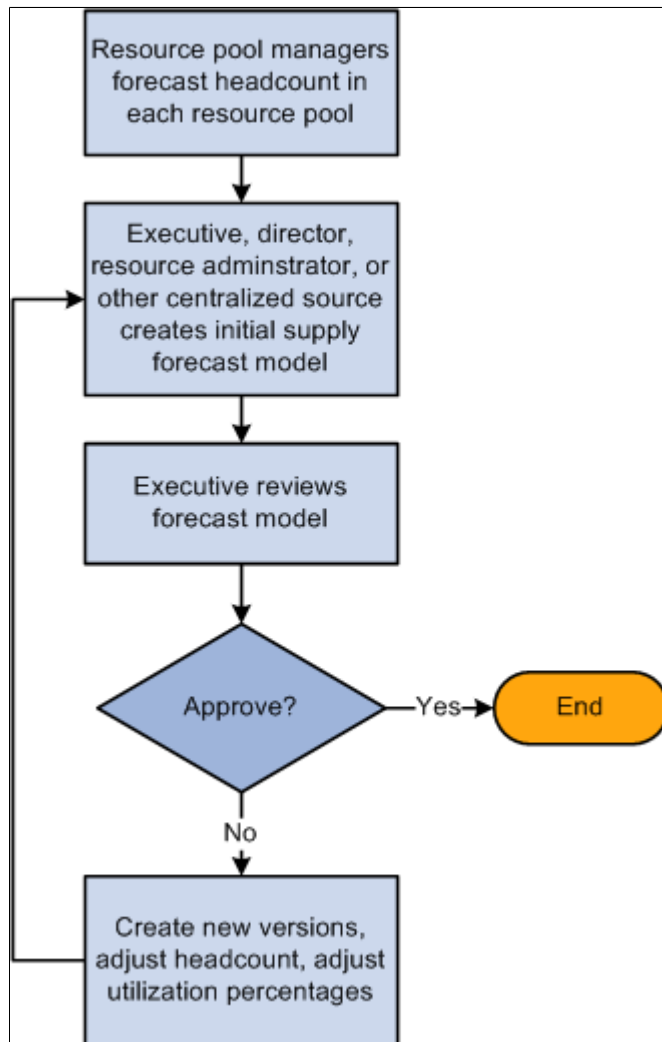 Resource pool managers
forecast headcount in
each resource pool
Executive, director,
resource adminstrator, or
other centralized source
creates initial supply
forecast model
Executive reviews
forecast model
Approve?
Yes
End
No
Create new versions,
adjust headcount, adjust
utilization percentages